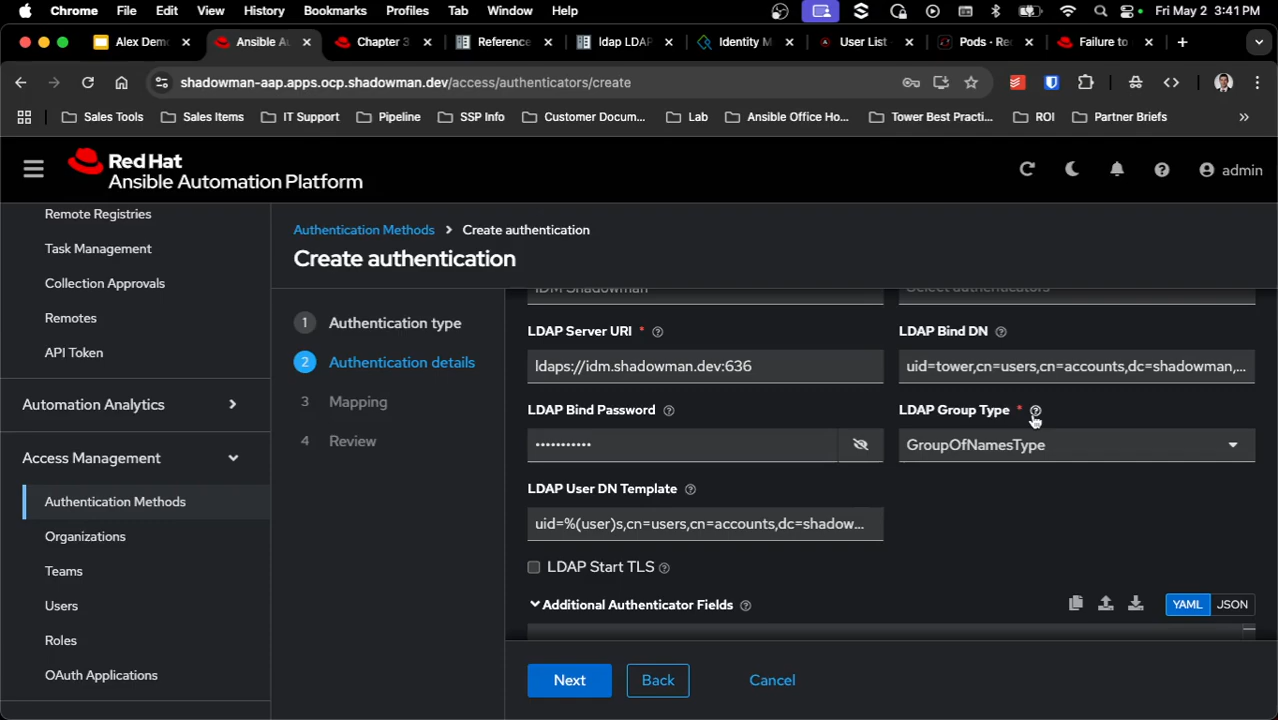 Chrome File Edit View History Bookmarks Profiles Tab Window Help Fri May 2 3:41 PM
Alex Demo Ansible Au Chapter 3 Reference ldap LDAP Identity M User List - Pods · Re Failure to
shadowman-aap.apps.ocp.shadowman.dev/access/authenticators/create
Sales Tools Sales Items IT Support Pipeline SSP Info Customer Docum... Lab Ansible Office Ho... Tower Best Practi... ROI Partner Briefs
Red Hat
Ansible Automation Platform
admin
Remote Registries
Task Management
Collection Approvals
Remotes
API Token
Automation Analytics
Access Management
Authentication Methods
Organizations
Teams
Users
Roles
OAuth Applications
Authentication Methods Create authentication
Create authentication
1 Authentication type
2 Authentication details
3 Mapping
4 Review
IDM Shadowman Select authenticators
LDAP Server URI * LDAP Bind DN
ldaps://idm.shadowman.dev:636 uid=tower,cn=users,cn=accounts,dc=shadowman,...
LDAP Bind Password LDAP Group Type *
••••••••••• GroupOfNamesType
LDAP User DN Template
uid=%(user)s,cn=users,cn=accounts,dc=shadow...
LDAP Start TLS
Additional Authenticator Fields YAML JSON
Next Back Cancel